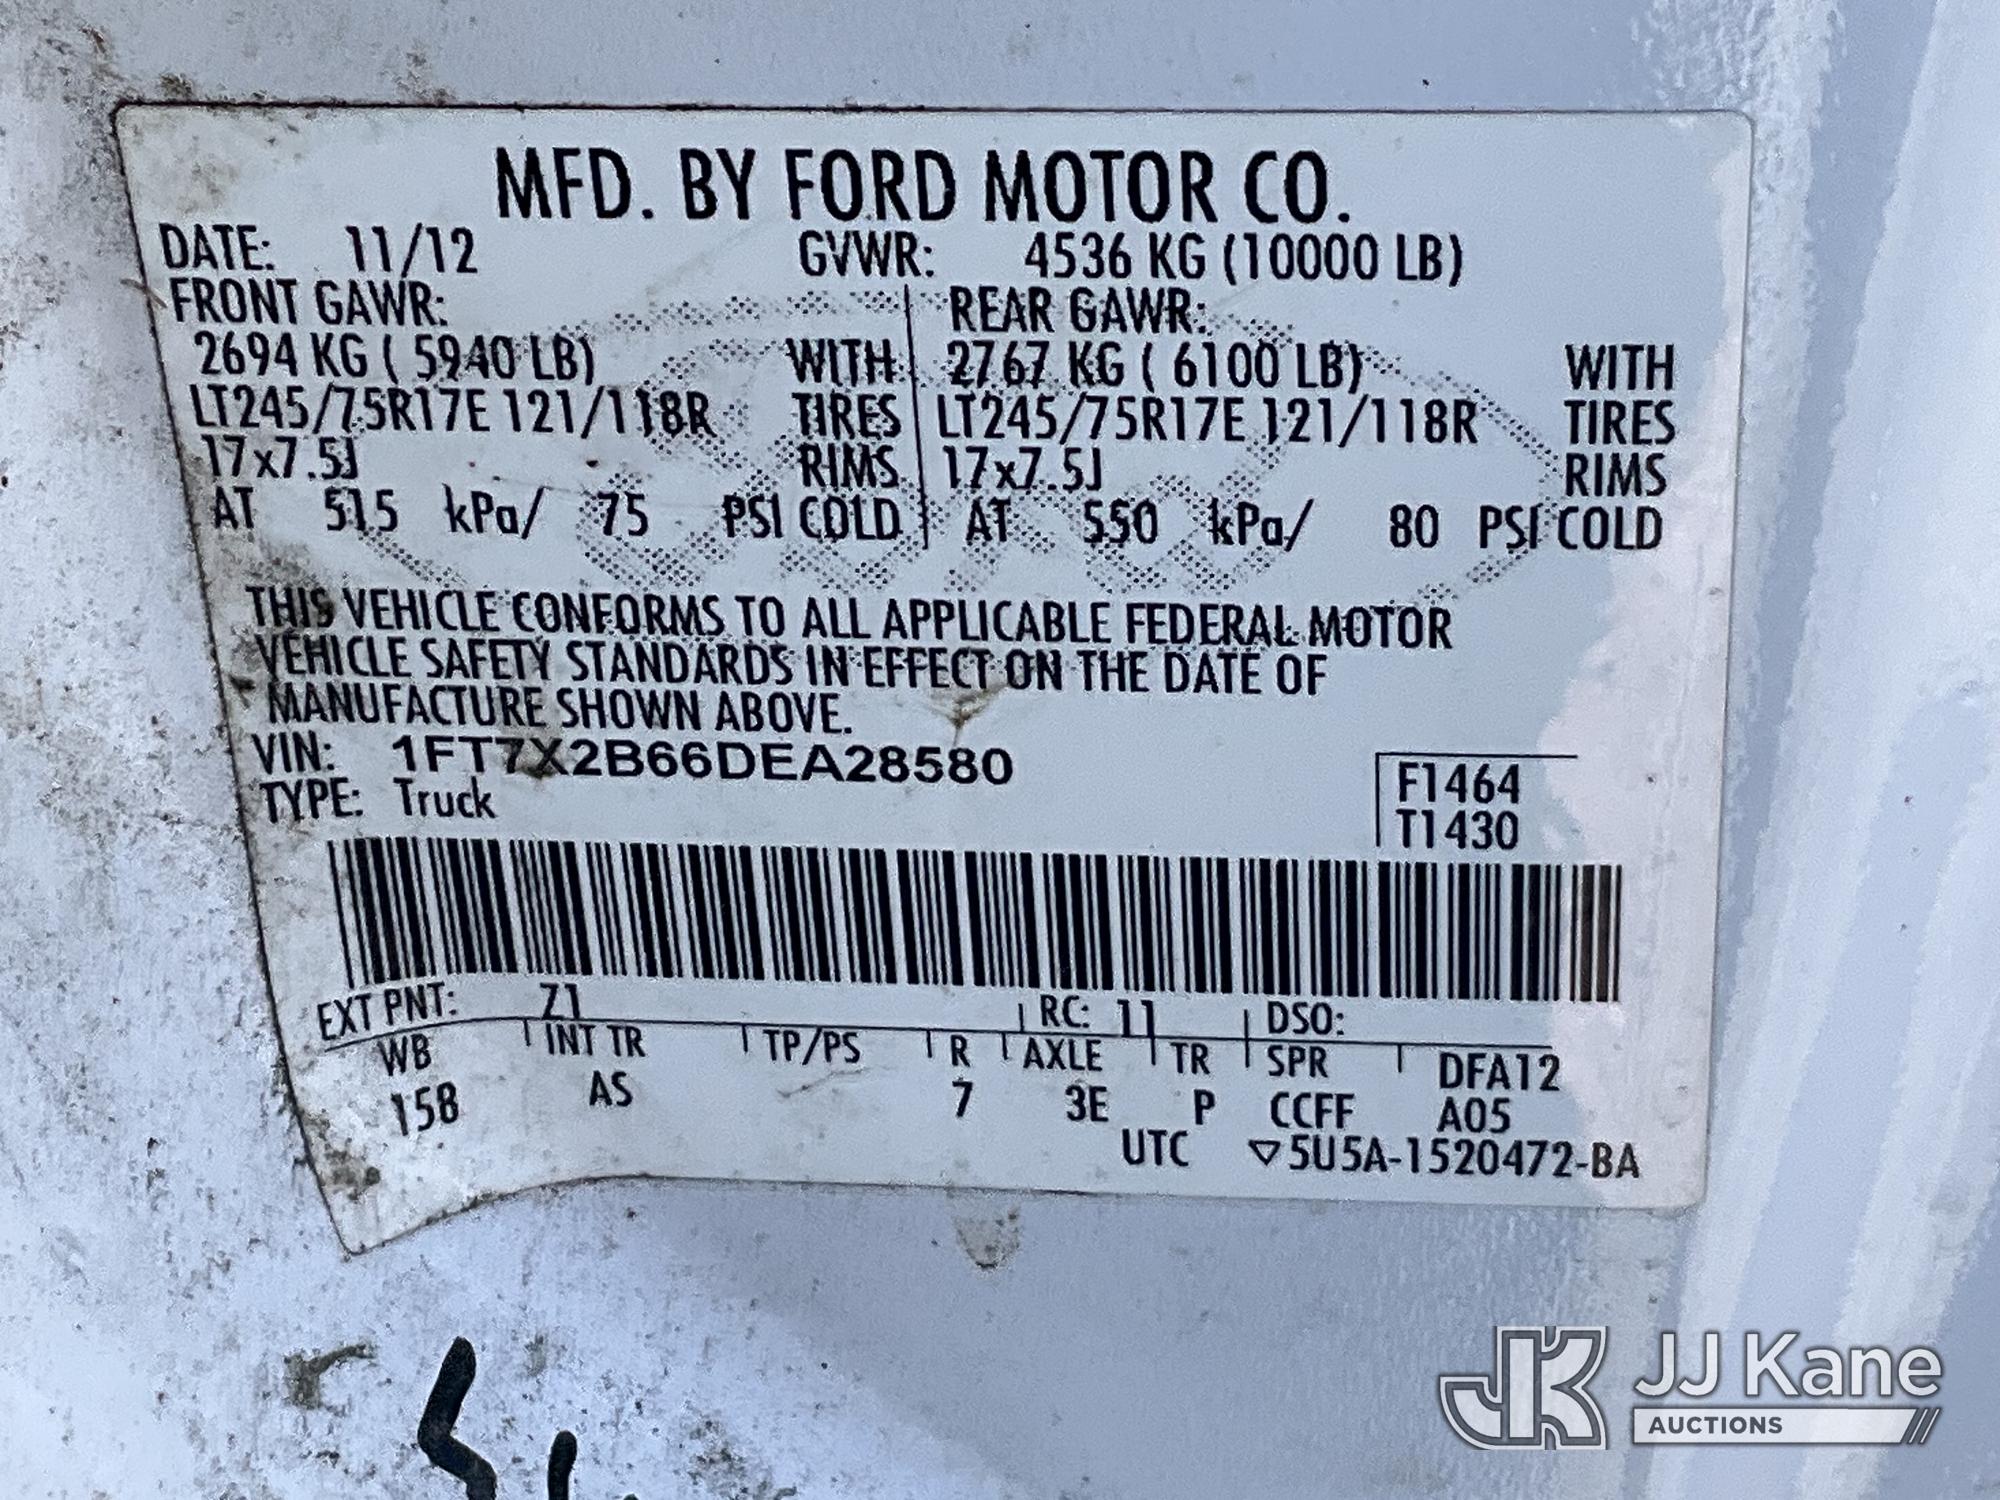 MFD. BY FORD MOTOR CO.
DATE: 11/12 GVWR: 4536 KG (10000 LB)
FRONT GAWR: REAR GAWR:
2694 KG ( 5940 LB) WITH 2767 KG ( 6100 LB) WITH
LT245/75R17E 121/118R TIRES LT245/75R17E 121/118R TIRES
17x7.5J RIMS 17x7.5J RIMS
AT 515 kPa/ 75 PSI COLD AT 550 kPa/ 80 PSI COLD
THIS VEHICLE CONFORMS TO ALL APPLICABLE FEDERAL MOTOR
VEHICLE SAFETY STANDARDS IN EFFECT ON THE DATE OF
MANUFACTURE SHOWN ABOVE.
VIN: 1FT7X2B66DEA28580
TYPE: Truck
F1464
T1430
EXT PNT: Z1 RC: 11 DSO:
WB INT TR TP/PS R AXLE TR SPR DFA12
158 AS 7 3E P CCFF A05
UTC ▽5U5A-1520472-BA
JK JJ Kane
AUCTIONS